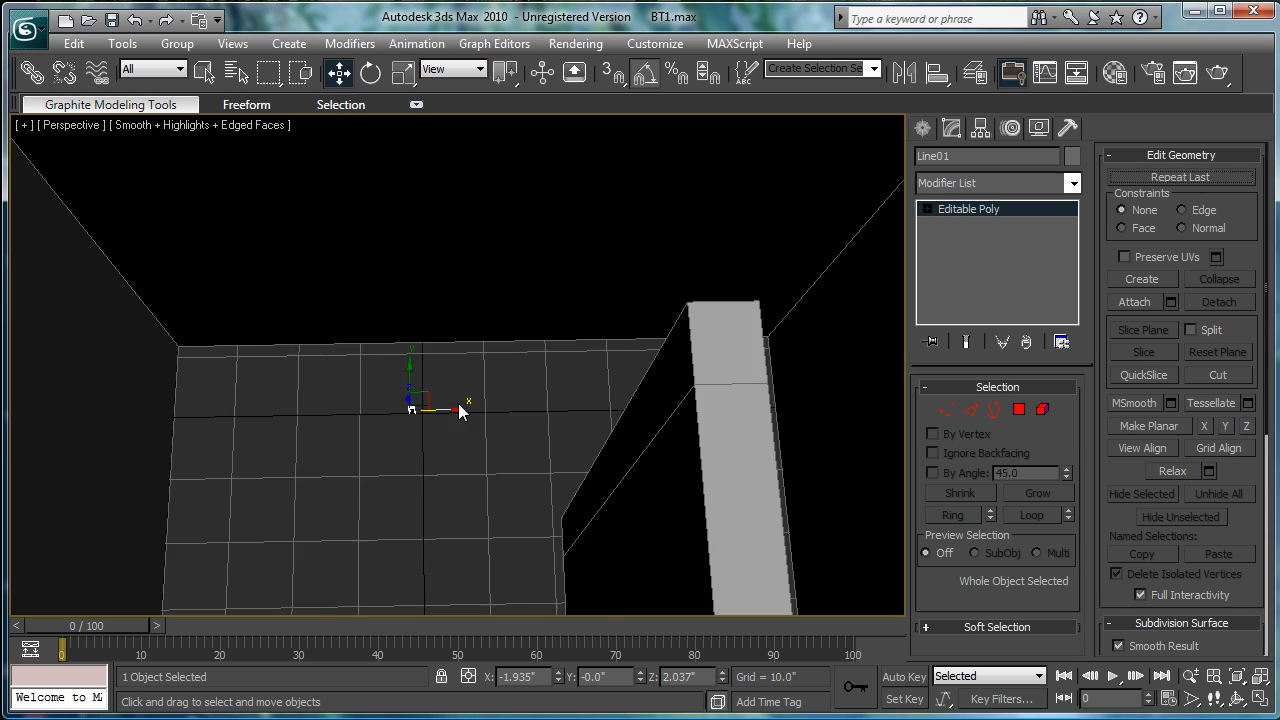 Autodesk 3ds Max 2010 - Unregistered Version BT1.max
Type a keyword or phrase
Edit Tools Group Views Create Modifiers Animation Graph Editors Rendering Customize MAXScript Help
All View 3 % ABC Create Selection Se
Graphite Modeling Tools Freeform Selection
[ + ] [ Perspective ] [ Smooth + Highlights + Edged Faces ]
y
x
Line01
Modifier List
Editable Poly
- Selection
By Vertex
Ignore Backfacing
By Angle: 45.0
Shrink Grow
Ring Loop
Preview Selection
Off SubObj Multi
Whole Object Selected
+ Soft Selection
- Edit Geometry
Repeat Last
Constraints
None Edge
Face Normal
Preserve UVs
Create Collapse
Attach Detach
Slice Plane Split
Slice Reset Plane
QuickSlice Cut
MSmooth Tessellate
Make Planar X Y Z
View Align Grid Align
Relax
Hide Selected Unhide All
Hide Unselected
Named Selections:
Copy Paste
Delete Isolated Vertices
Full Interactivity
- Subdivision Surface
Smooth Result
< 0 / 100 >
0 10 20 30 40 50 60 70 80 90 100
1 Object Selected X: -1.935" Y: -0.0" Z: 2.037" Grid = 10.0" Auto Key Selected
Welcome to M Click and drag to select and move objects Add Time Tag Set Key Key Filters... 0